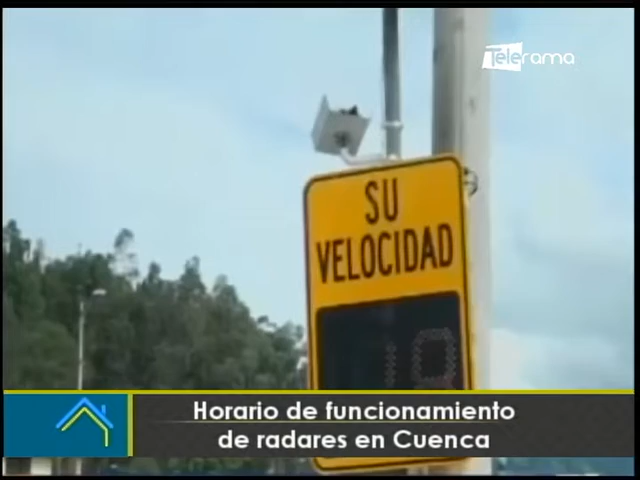 Telerama
SU
VELOCIDAD
Horario de funcionamiento
de radares en Cuenca